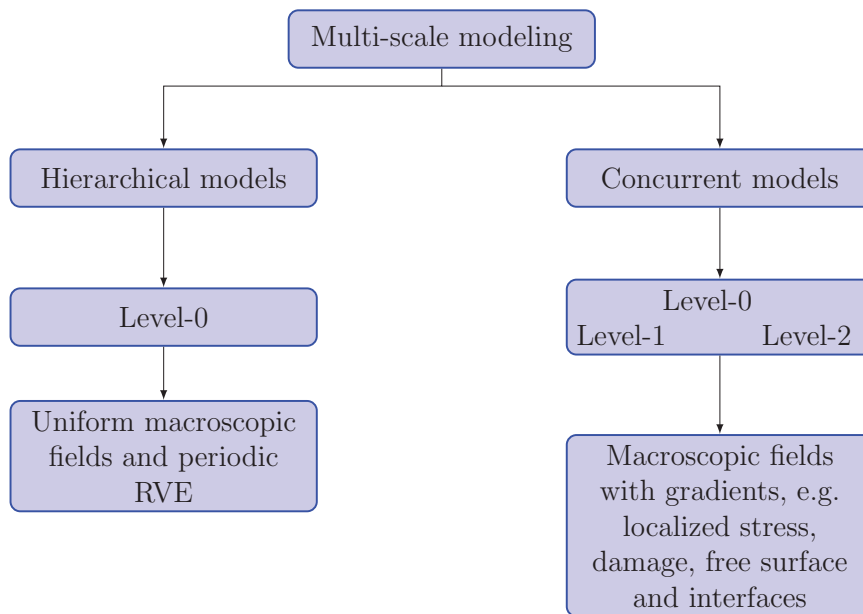 Multi-scale modeling
Hierarchical models
Concurrent models
Level-0
Level-0
Level-1 Level-2
Uniform macroscopic
fields and periodic
RVE
Macroscopic fields
with gradients, e.g.
localized stress,
damage, free surface
and interfaces